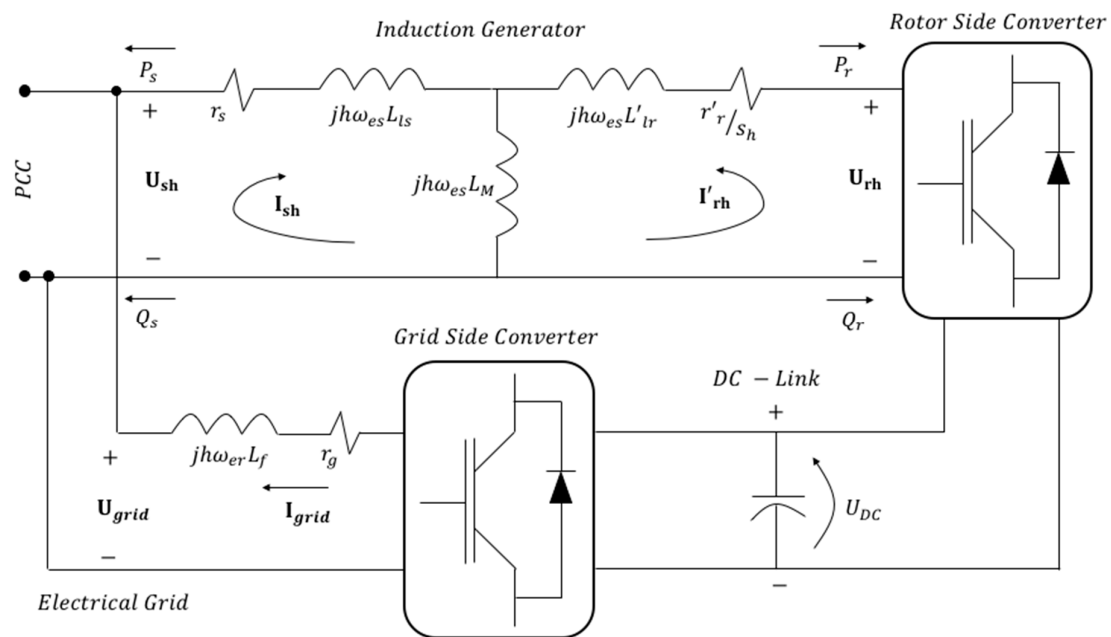 Induction Generator
Rotor Side Converter
P_s
P_r
+
r_s
jhω_es L_ls
jhω_es L'_lr
r'_r/s_h
+
PCC
U_sh
I_sh
jhω_es L_M
I'_rh
U_rh
−
−
Q_s
Q_r
Grid Side Converter
DC − Link
+
+
jhω_er L_f
r_g
U_grid
I_grid
U_DC
−
−
Electrical Grid